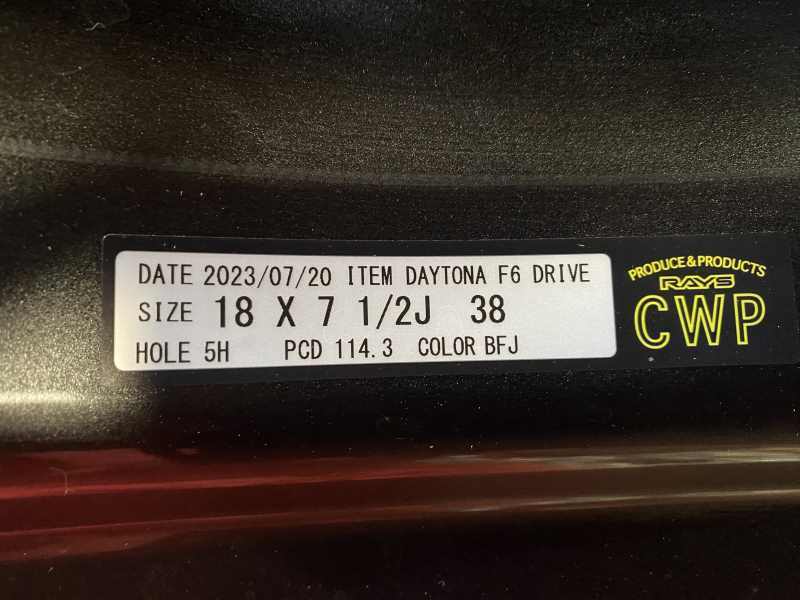 DATE 2023/07/20 ITEM DAYTONA F6 DRIVE
SIZE 18 X 7 1/2J 38
HOLE 5H PCD 114.3 COLOR BFJ
PRODUCE & PRODUCTS
RAYS
CWP